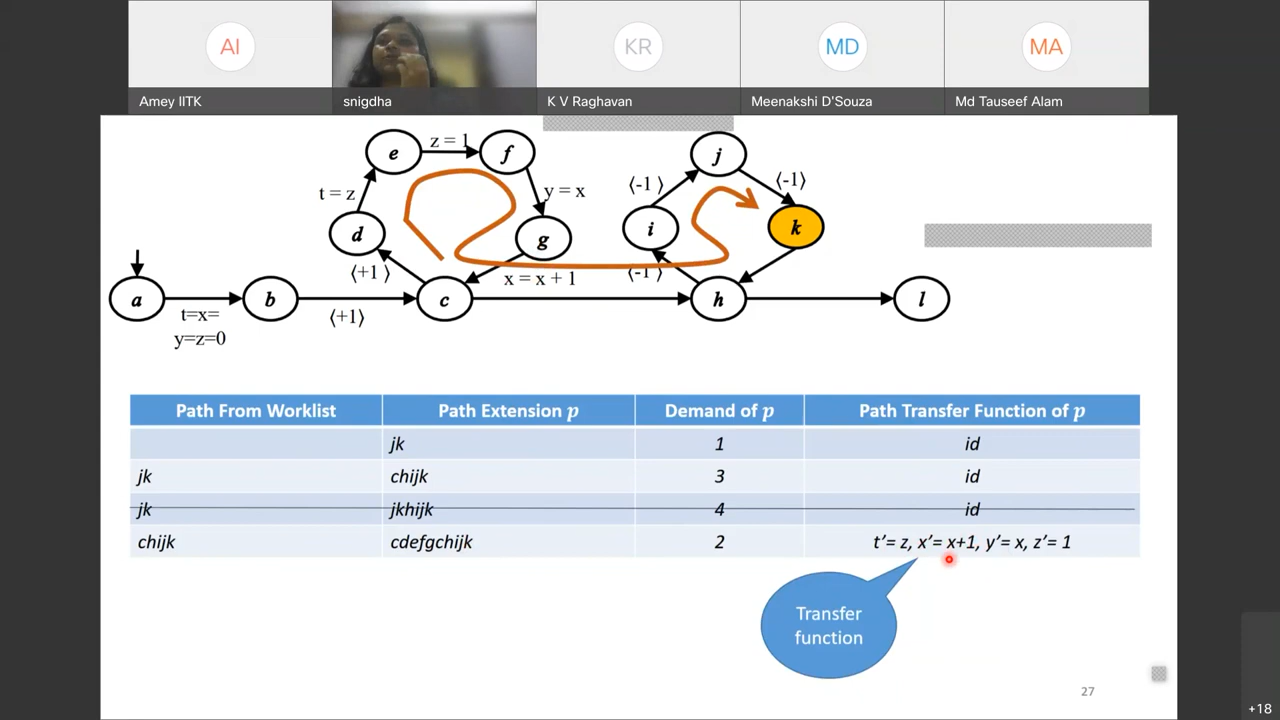 AI
KR
MD
MA
Amey IITK
snigdha
K V Raghavan
Meenakshi D'Souza
Md Tauseef Alam
e
z = 1
f
j
t = z
y = x
⟨-1 ⟩
⟨-1⟩
d
g
i
k
⟨+1 ⟩
x = x + 1
⟨-1 ⟩
a
b
c
h
l
t=x=
y=z=0
⟨+1⟩
Path From Worklist
Path Extension p
Demand of p
Path Transfer Function of p
jk
1
id
jk
chijk
3
id
jk
jkhijk
4
id
chijk
cdefgchijk
2
t’= z, x’= x+1, y’= x, z’= 1
Transfer
function
27
+18